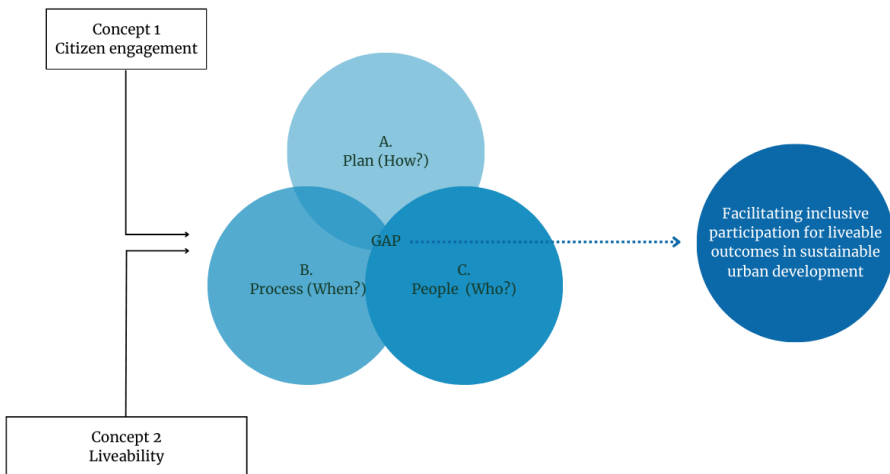 Concept 1
Citizen engagement
A.
Plan (How?)
GAP
B.
Process (When?)
C.
People (Who?)
Facilitating inclusive
participation for liveable
outcomes in sustainable
urban development
Concept 2
Liveability